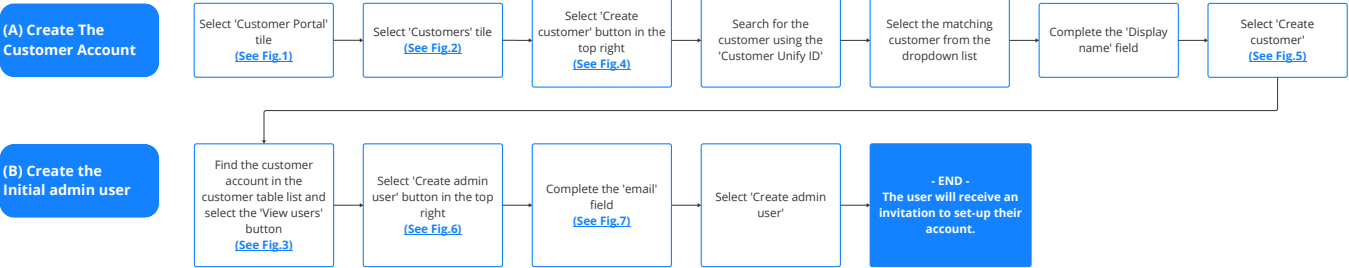 (A) Create The
Customer Account
Select 'Customer Portal'
tile
(See Fig.1)
Select 'Customers' tile
(See Fig.2)
Select 'Create
customer' button in the
top right
(See Fig.4)
Search for the
customer using the
'Customer Unify ID'
Select the matching
customer from the
dropdown list
Complete the 'Display
name' field
Select 'Create
customer'
(See Fig.5)
(B) Create the
Initial admin user
Find the customer
account in the
customer table list and
select the 'View users'
button
(See Fig.3)
Select 'Create admin
user' button in the top
right
(See Fig.6)
Complete the 'email'
field
(See Fig.7)
Select 'Create admin
user'
- END -
The user will receive an
invitation to set-up their
account.